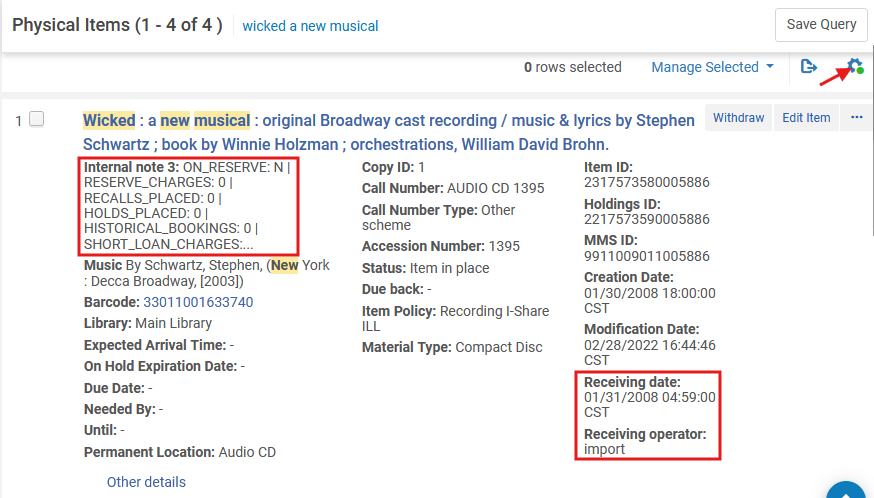 Physical Items (1 - 4 of 4 ) wicked a new musical Save Query
0 rows selected Manage Selected
1 Wicked : a new musical : original Broadway cast recording / music & lyrics by Stephen
Schwartz ; book by Winnie Holzman ; orchestrations, William David Brohn.
Withdraw Edit Item ...
Internal note 3: ON_RESERVE: N |
RESERVE_CHARGES: 0 |
RECALLS_PLACED: 0 |
HOLDS_PLACED: 0 |
HISTORICAL_BOOKINGS: 0 |
SHORT_LOAN_CHARGES:...
Music By Schwartz, Stephen, (New York
: Decca Broadway, [2003])
Barcode: 33011001633740
Library: Main Library
Expected Arrival Time: -
On Hold Expiration Date: -
Due Date: -
Needed By: -
Until: -
Permanent Location: Audio CD
Other details
Copy ID: 1
Call Number: AUDIO CD 1395
Call Number Type: Other
scheme
Accession Number: 1395
Status: Item in place
Due back: -
Item Policy: Recording I-Share
ILL
Material Type: Compact Disc
Item ID:
2317573580005886
Holdings ID:
2217573590005886
MMS ID:
9911009011005886
Creation Date:
01/30/2008 18:00:00
CST
Modification Date:
02/28/2022 16:44:46
CST
Receiving date:
01/31/2008 04:59:00
CST
Receiving operator:
import